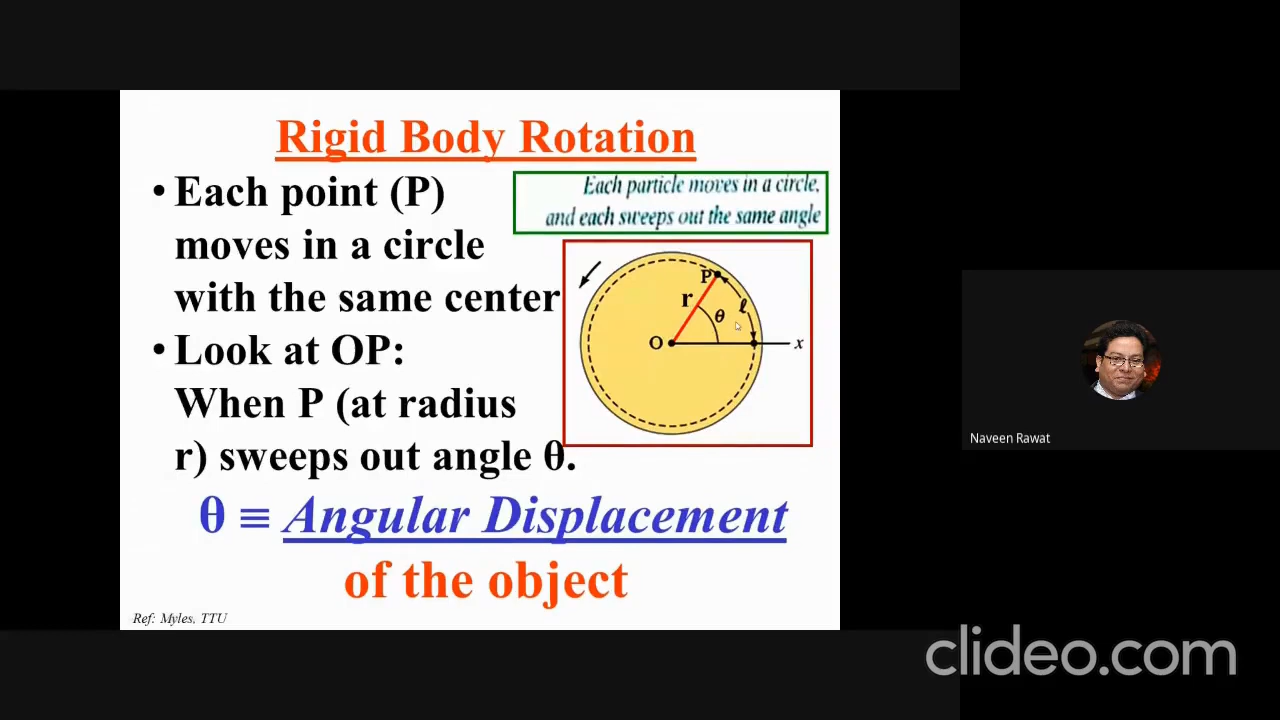 Rigid Body Rotation
• Each point (P)
moves in a circle
with the same center
• Look at OP:
When P (at radius
r) sweeps out angle θ.
Each particle moves in a circle,
and each sweeps out the same angle
P
r
θ
ℓ
O
x
θ ≡ Angular Displacement
of the object
Ref: Myles, TTU
Naveen Rawat
clideo.com